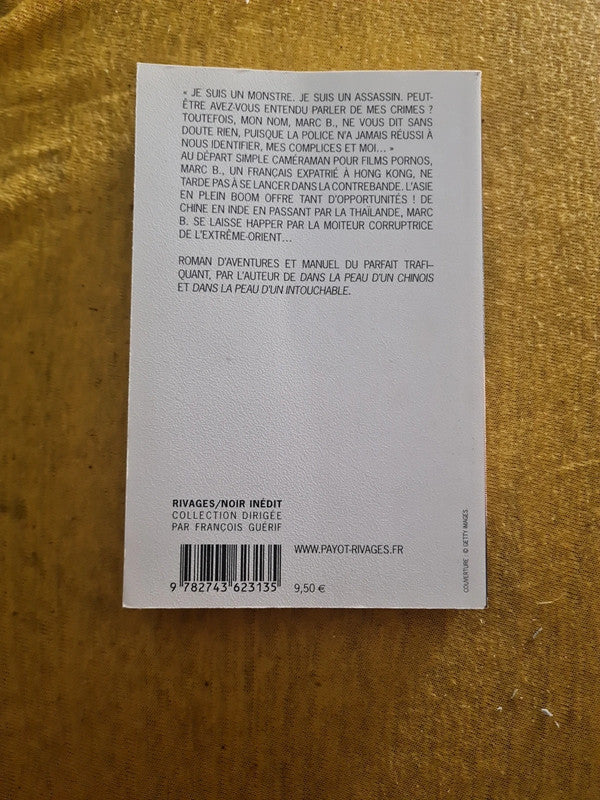 « JE SUIS UN MONSTRE. JE SUIS UN ASSASSIN. PEUT-
ÊTRE AVEZ-VOUS ENTENDU PARLER DE MES CRIMES ?
TOUTEFOIS, MON NOM, MARC B., NE VOUS DIT SANS
DOUTE RIEN, PUISQUE LA POLICE N'A JAMAIS RÉUSSI À
NOUS IDENTIFIER, MES COMPLICES ET MOI... »
AU DÉPART SIMPLE CAMÉRAMAN POUR FILMS PORNOS,
MARC B., UN FRANÇAIS EXPATRIÉ À HONG KONG, NE
TARDE PAS À SE LANCER DANS LA CONTREBANDE. L'ASIE
EN PLEIN BOOM OFFRE TANT D'OPPORTUNITÉS ! DE
CHINE EN INDE EN PASSANT PAR LA THAÏLANDE, MARC
B. SE LAISSE HAPPER PAR LA MOITEUR CORRUPTRICE
DE L'EXTRÊME-ORIENT...
ROMAN D'AVENTURES ET MANUEL DU PARFAIT TRAFI-
QUANT, PAR L'AUTEUR DE DANS LA PEAU D'UN CHINOIS
ET DANS LA PEAU D'UN INTOUCHABLE.
RIVAGES/NOIR INÉDIT
COLLECTION DIRIGÉE
PAR FRANÇOIS GUÉRIF
WWW.PAYOT-RIVAGES.FR
9 782743 623135
9,50 €
COUVERTURE : © GETTY IMAGES